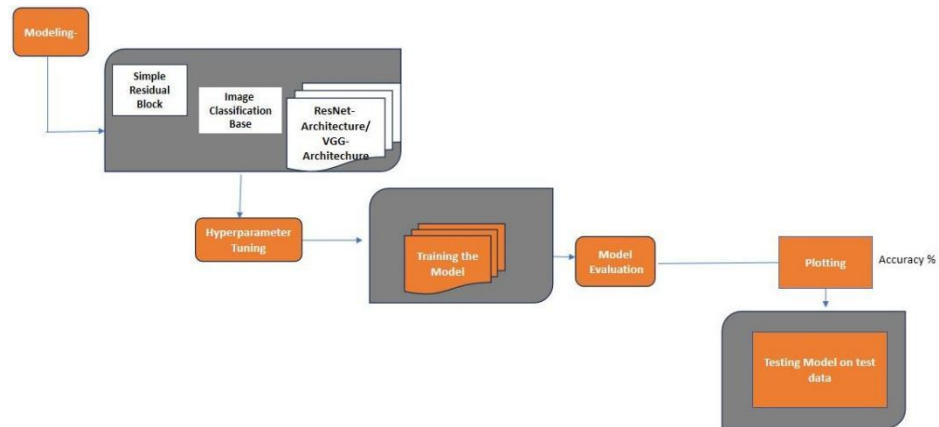 Modeling-
Simple
Residual
Block
Image
Classification
Base
ResNet-
Architecture/
VGG-
Architechure
Hyperparameter
Tuning
Training the
Model
Model
Evaluation
Plotting
Accuracy %
Testing Model on test
data